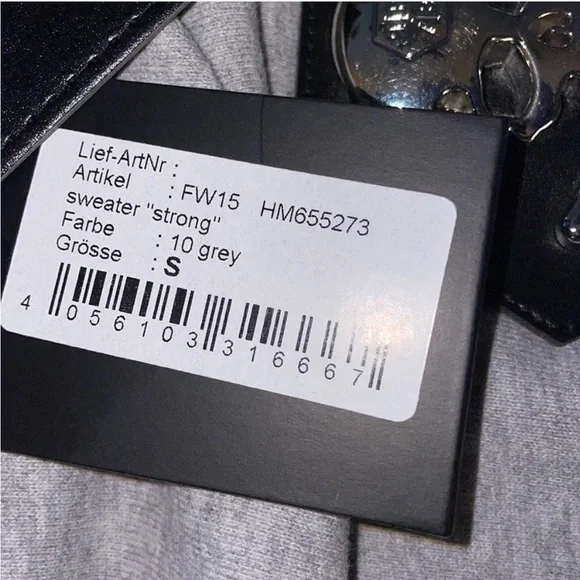 Lief-ArtNr :
Artikel : FW15 HM655273
sweater "strong"
Farbe : 10 grey
Grösse : S
4 056103 316667